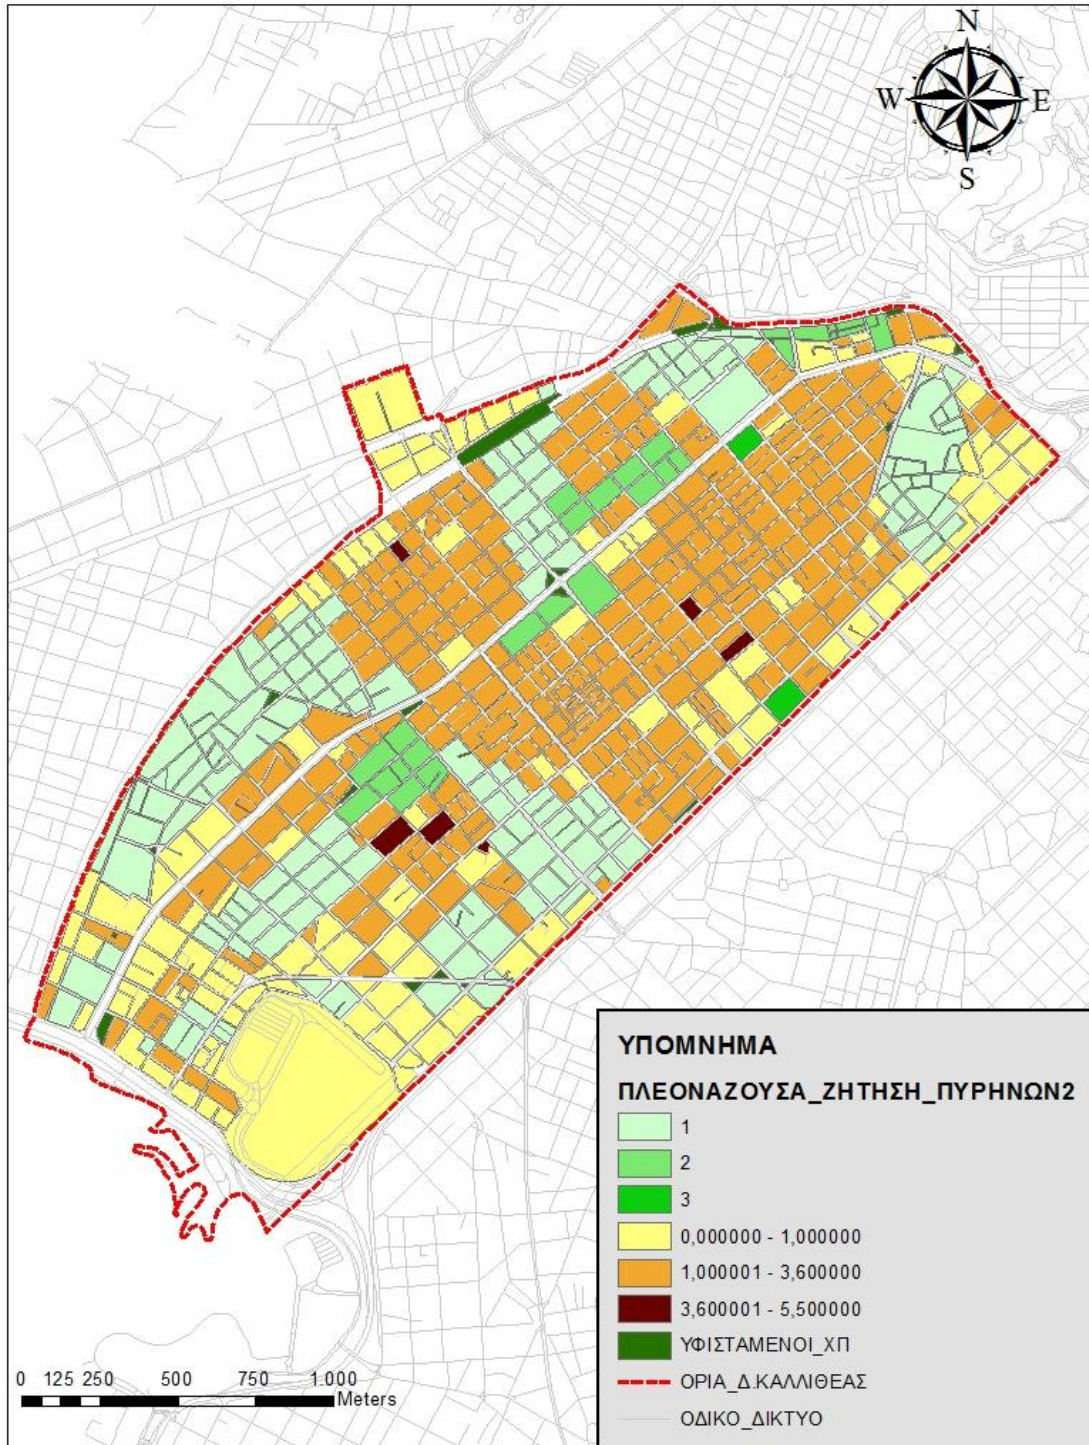 N
W E
S
ΥΠΟΜΝΗΜΑ
ΠΛΕΟΝΑΖΟΥΣΑ_ΖΗΤΗΣΗ_ΠΥΡΗΝΩΝ2
1
2
3
0,000000 - 1,000000
1,000001 - 3,600000
3,600001 - 5,500000
ΥΦΙΣΤΑΜΕΝΟΙ_ΧΠ
ΟΡΙΑ_Δ.ΚΑΛΛΙΘΕΑΣ
ΟΔΙΚΟ_ΔΙΚΤΥΟ
0 125 250 500 750 1.000
Meters